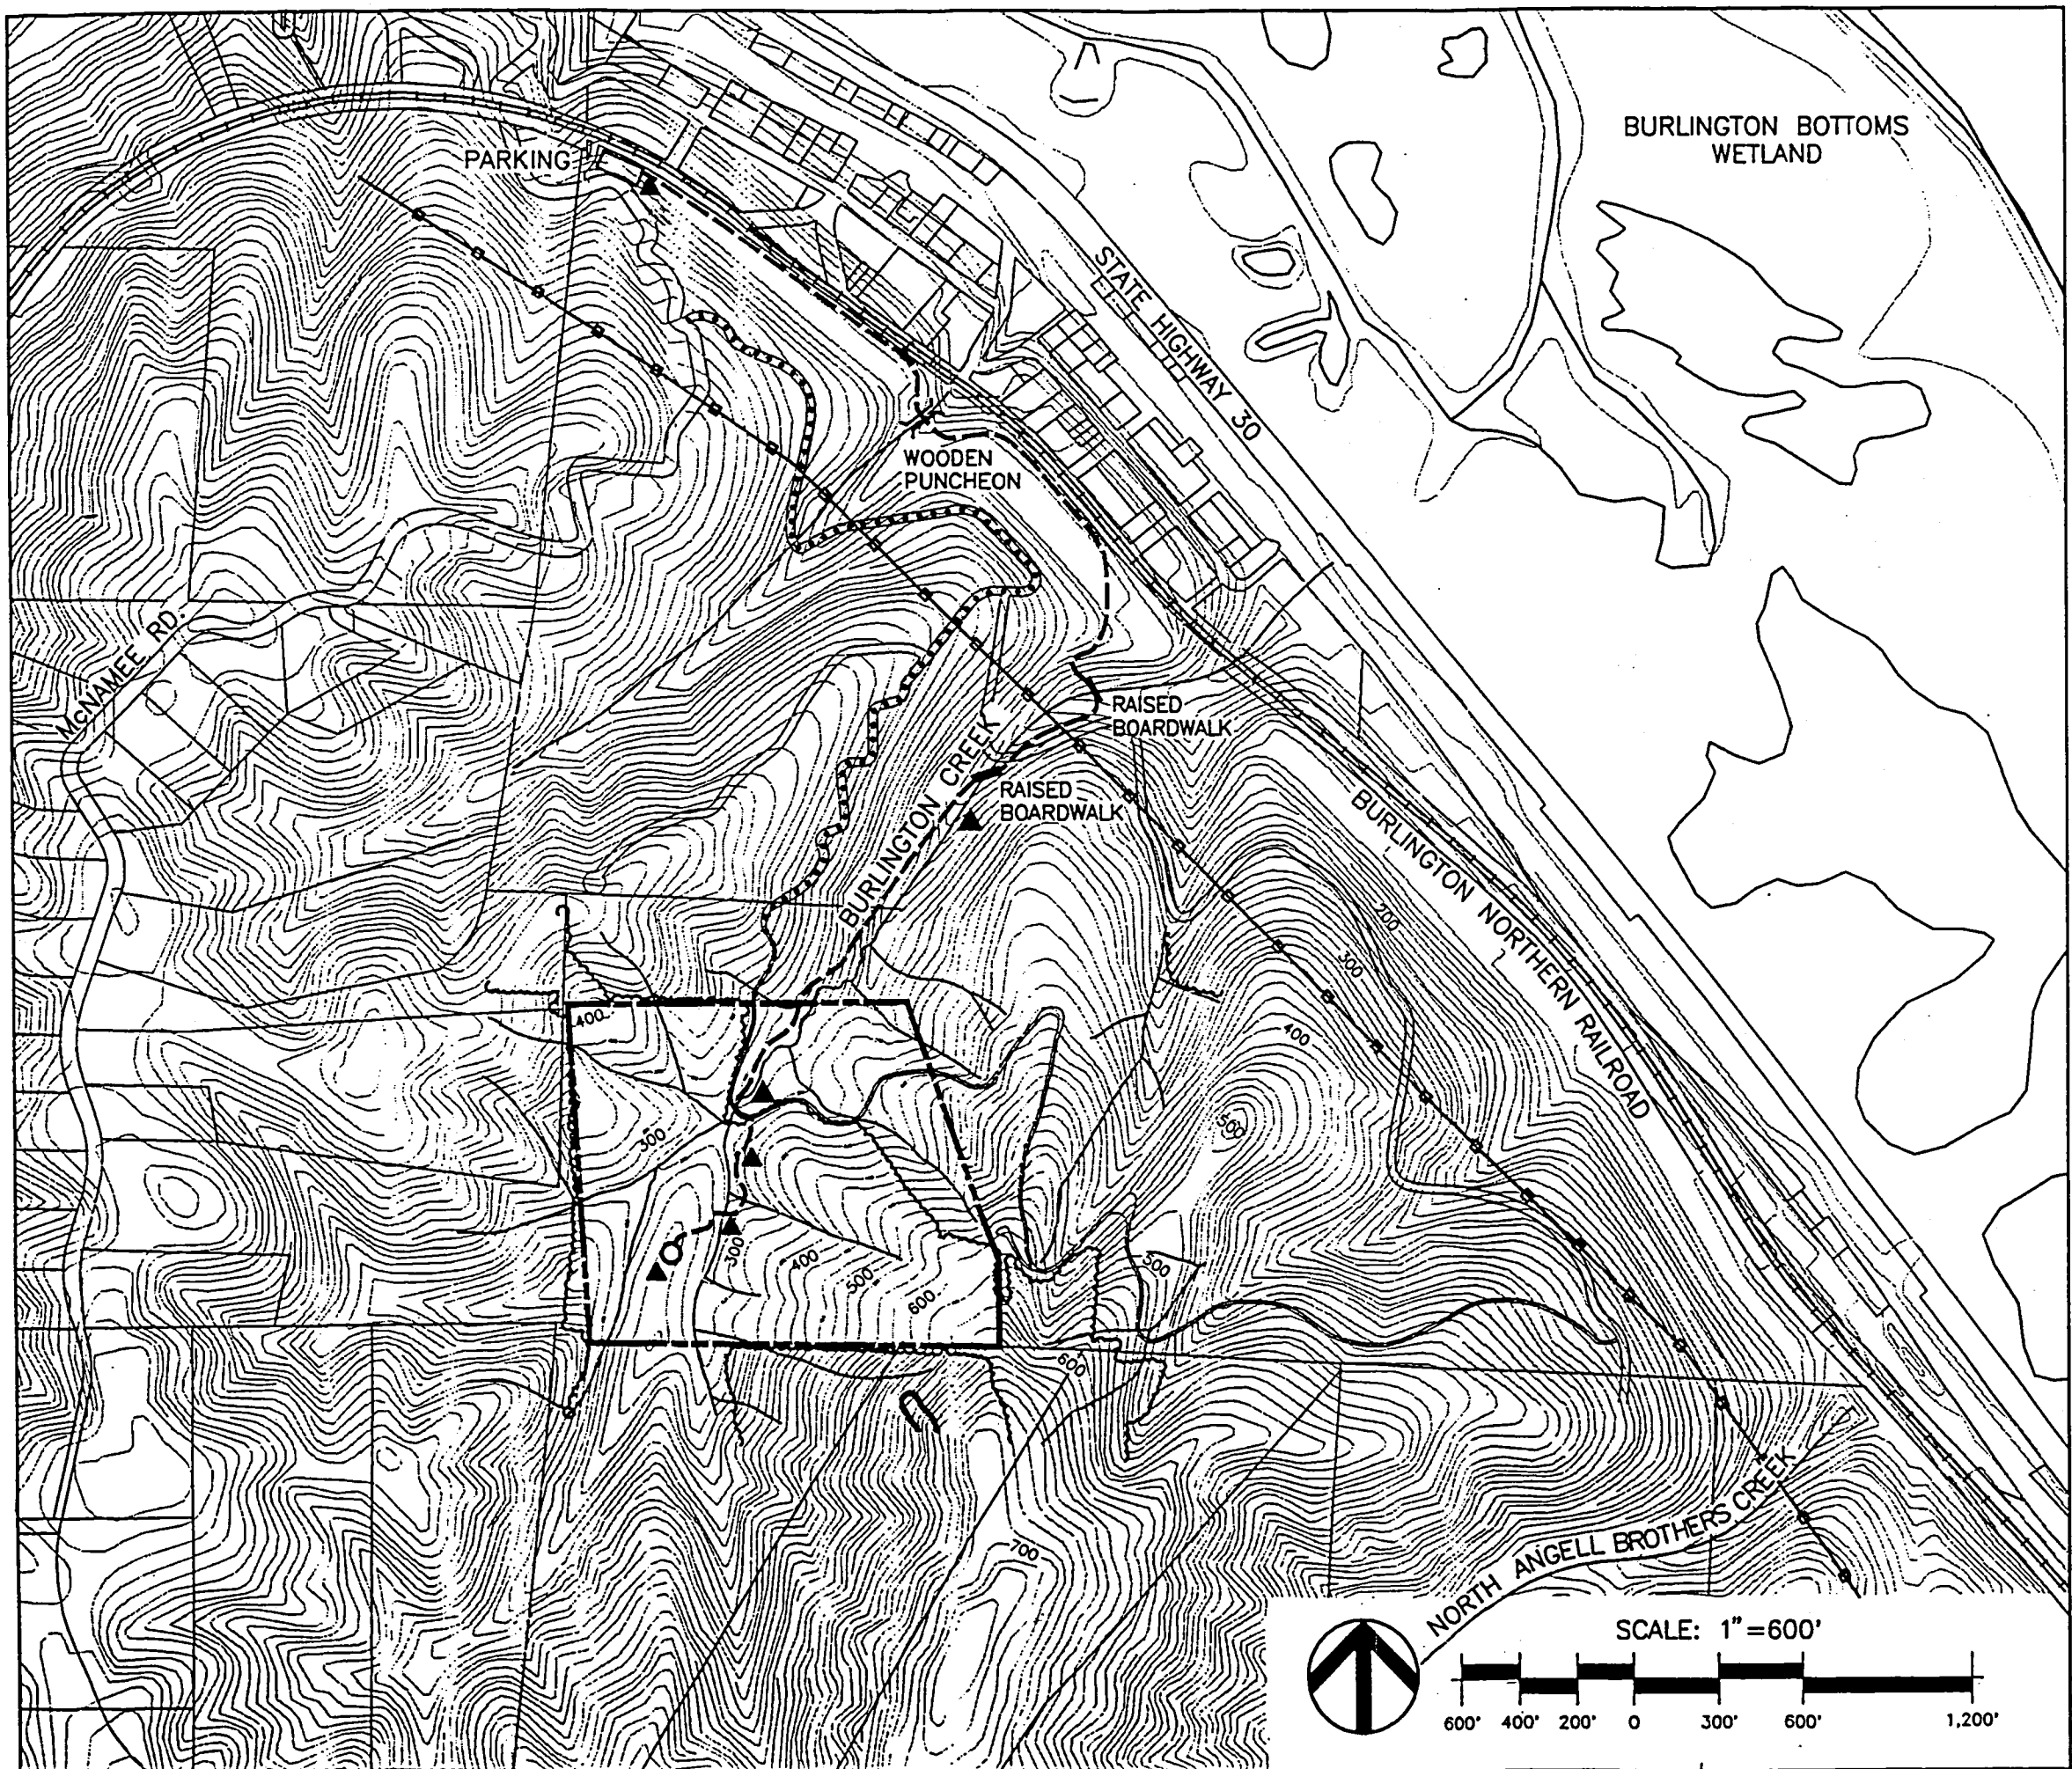 BURLINGTON BOTTOMS
WETLAND
PARKING
STATE HIGHWAY 30
WOODEN
PUNCHEON
McNAMEE RD.
RAISED
BOARDWALK
RAISED
BOARDWALK
BURLINGTON CREEK
BURLINGTON NORTHERN RAILROAD
200
300
400
400
500
300
300
400
500
600
500
600
700
NORTH ANGELL BROTHERS CREEK
SCALE: 1"=600'
600' 400' 200' 0 300' 600' 1,200'